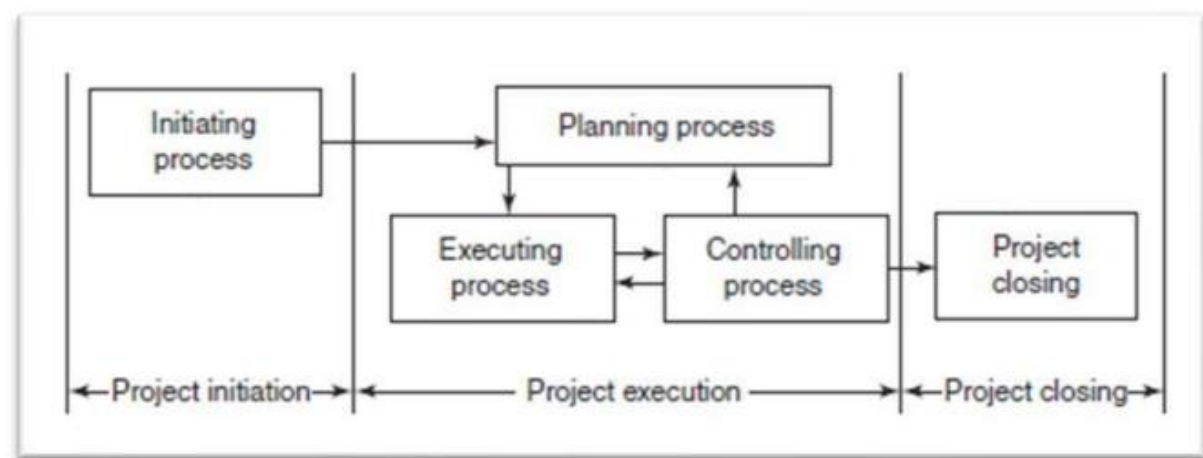 Initiating
process
Planning process
Executing
process
Controlling
process
Project
closing
Project initiation
Project execution
Project closing